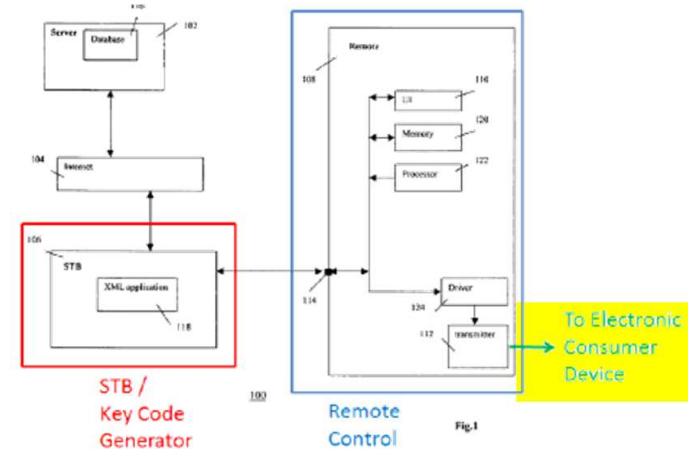 Server
102
Database
Remote
108
UI
116
Memory
120
104
Internet
Processor
122
106
STB
XML application
118
114
Driver
124
112
transmitter
To Electronic
Consumer
Device
STB /
Key Code
Generator
100
Remote
Control
Fig.1